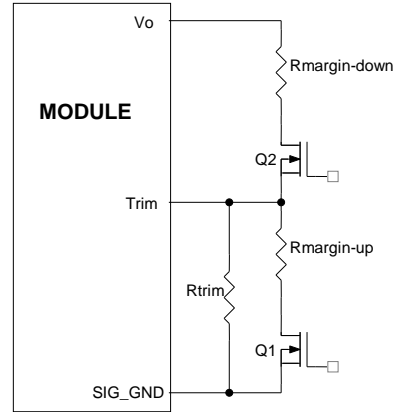 Vo
Rmargin-down
MODULE
Q2
Trim
Rmargin-up
Rtrim
Q1
SIG_GND